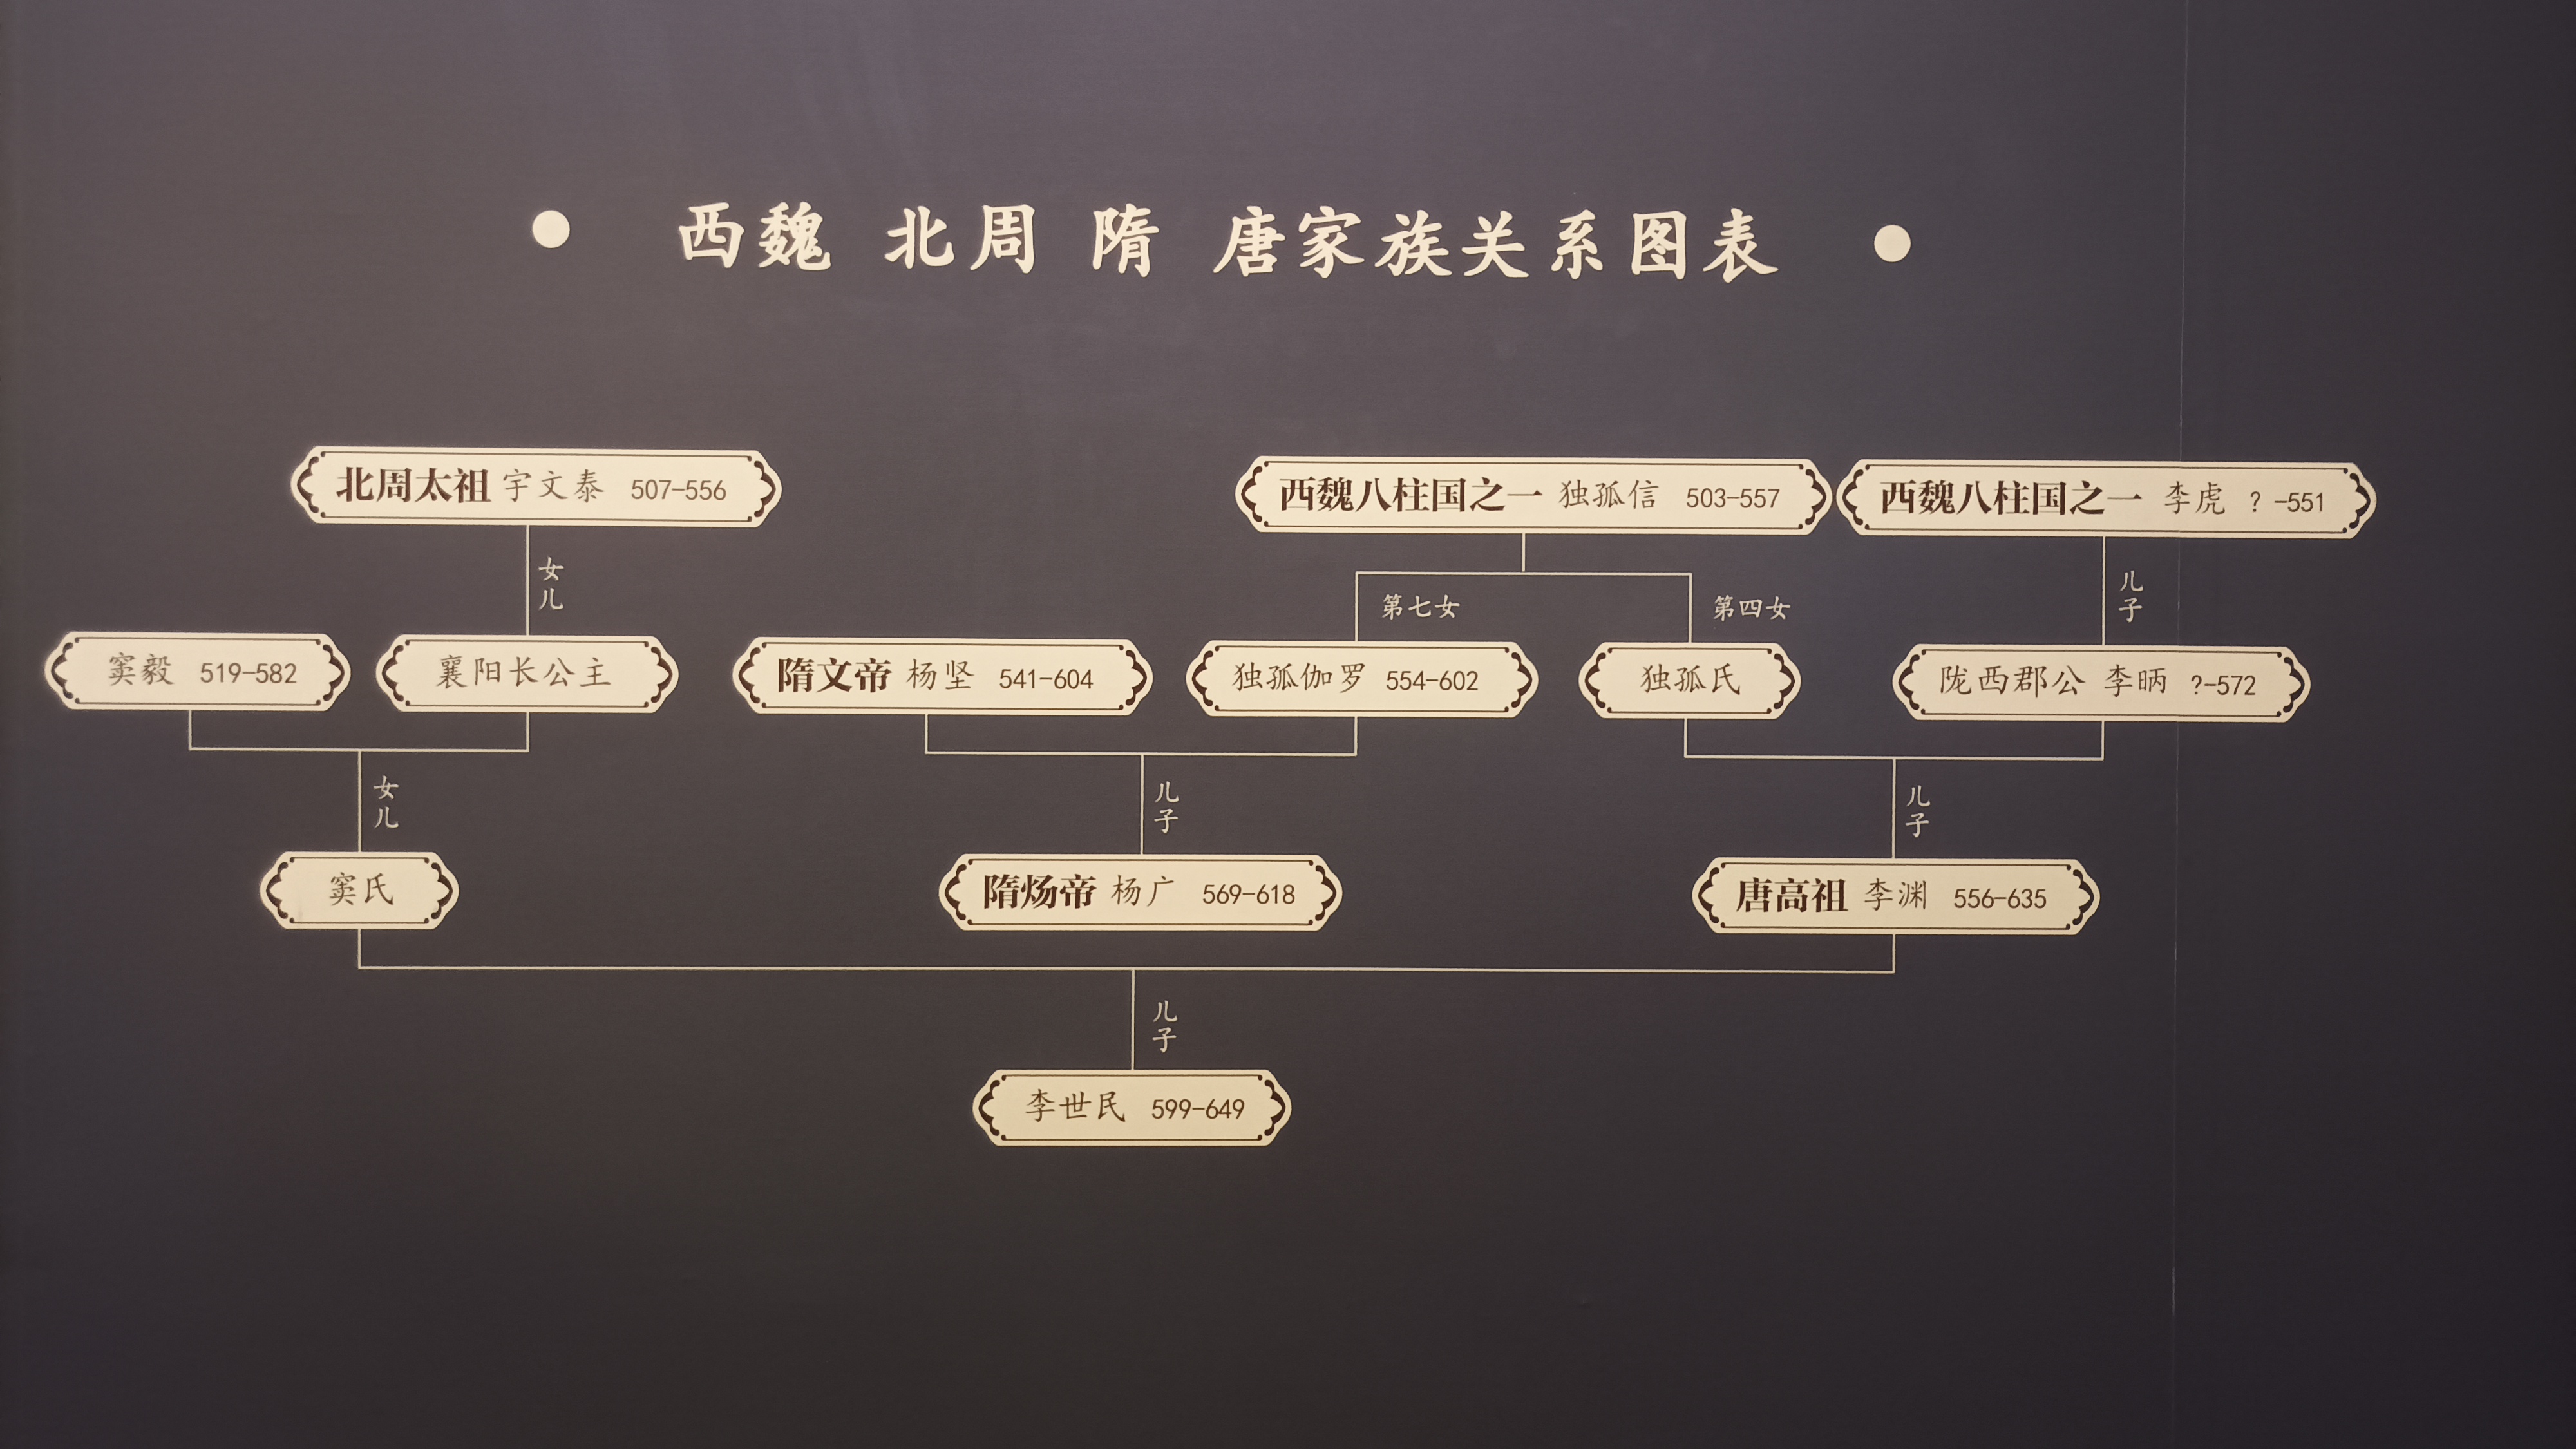 西魏 北周 隋 唐家族关系图表
北周太祖 宇文泰 507-556
西魏八柱国之一 独孤信 503-557
西魏八柱国之一 李虎 ?-551
女儿
第七女
第四女
儿子
窦毅 519-582
襄阳长公主
隋文帝 杨坚 541-604
独孤伽罗 554-602
独孤氏
陇西郡公 李昞 ?-572
女儿
儿子
儿子
窦氏
隋炀帝 杨广 569-618
唐高祖 李渊 556-635
儿子
李世民 599-649